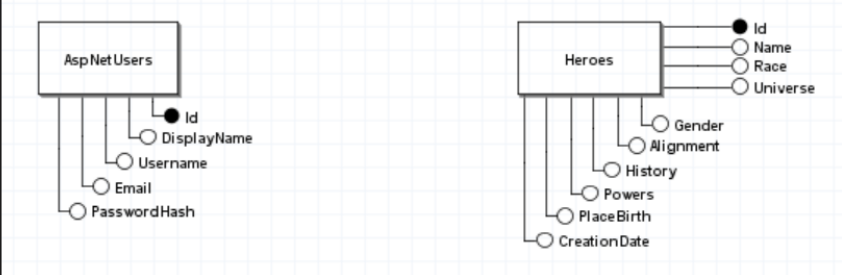 AspNetUsers
Id
DisplayName
Username
Email
PasswordHash
Heroes
Id
Name
Race
Universe
Gender
Alignment
History
Powers
PlaceBirth
CreationDate